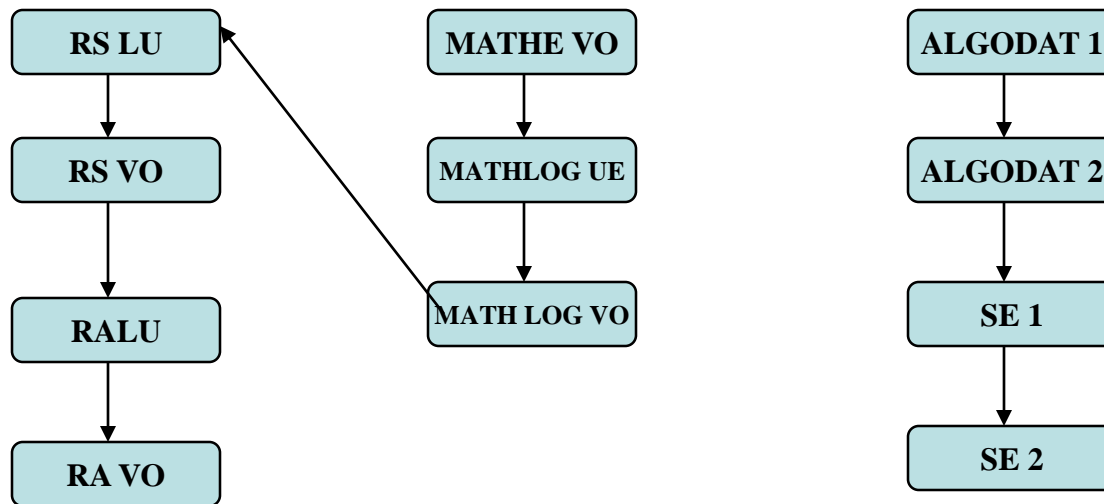 RS LU
MATHE VO
ALGODAT 1
RS VO
MATHLOG UE
ALGODAT 2
RALU
MATH LOG VO
SE 1
RA VO
SE 2